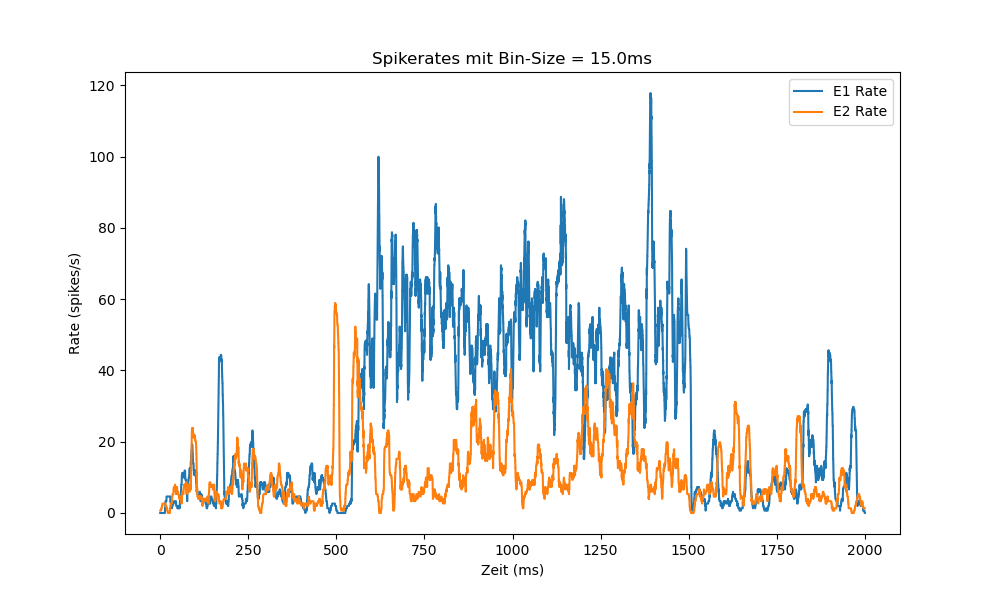 Spikerates mit Bin-Size = 15.0ms
120
100
80
60
40
20
0
Rate (spikes/s)
E1 Rate
E2 Rate
0 250 500 750 1000 1250 1500 1750 2000
Zeit (ms)